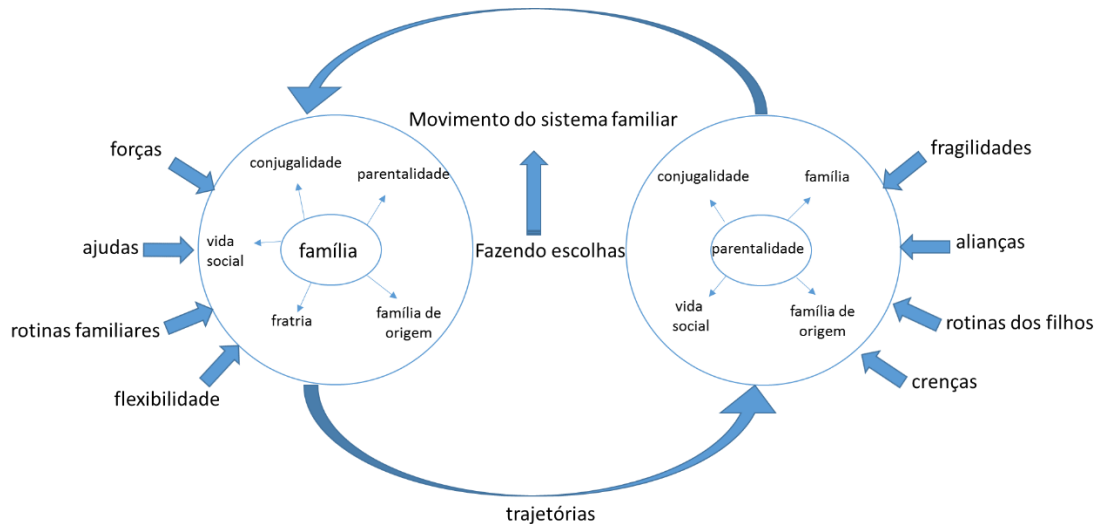 Movimento do sistema familiar
Fazendo escolhas
forças
ajudas
rotinas familiares
flexibilidade
conjugalidade
parentalidade
vida
social
família
fratria
família de
origem
conjugalidade
família
parentalidade
vida
social
família de
origem
fragilidades
alianças
rotinas dos filhos
crenças
trajetórias